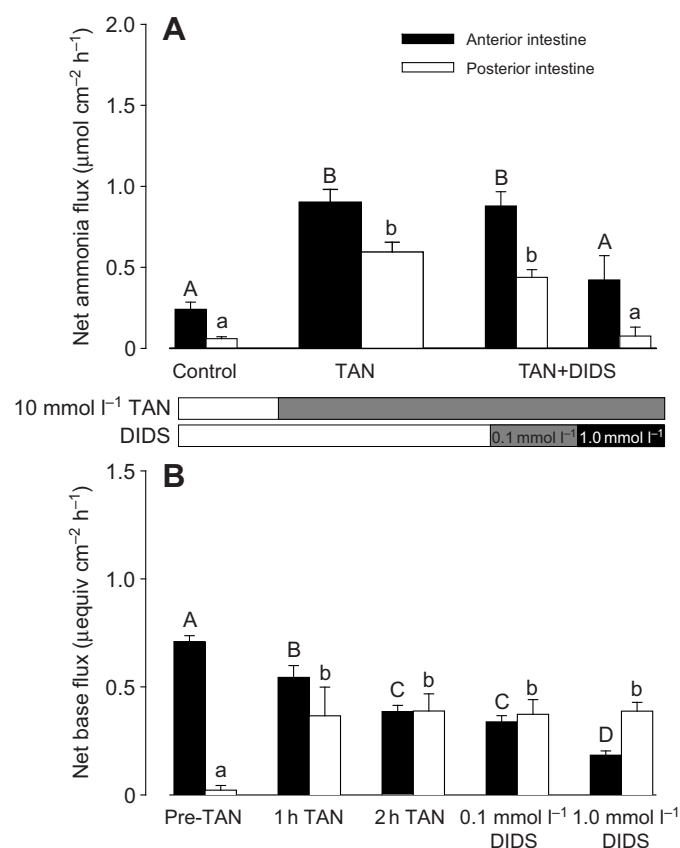 A
2.0
1.5
1.0
0.5
0
Net ammonia flux (µmol cm⁻² h⁻¹)
Anterior intestine
Posterior intestine
A
a
B
b
B
b
A
a
Control
TAN
TAN+DIDS
10 mmol l⁻¹ TAN
DIDS
0.1 mmol l⁻¹
1.0 mmol l⁻¹
B
1.5
1.0
0.5
0
Net base flux (µequiv cm⁻² h⁻¹)
A
a
B
b
C
b
C
b
D
b
Pre-TAN
1 h TAN
2 h TAN
0.1 mmol l⁻¹
DIDS
1.0 mmol l⁻¹
DIDS